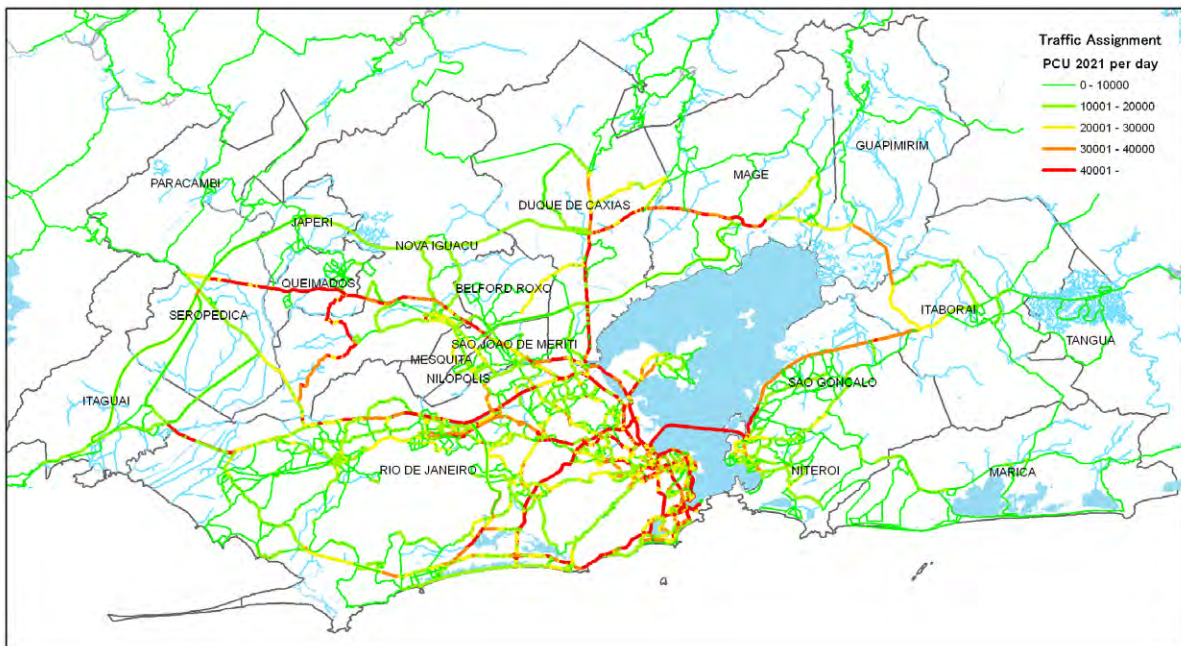 Traffic Assignment
PCU 2021 per day
0 - 10000
10001 - 20000
20001 - 30000
30001 - 40000
40001 -
GUAPIMIRIM
MAGE
PARACAMBI
DUQUE DE CAXIAS
JAPERI
NOVA IGUACU
QUEIMADOS
BELFORD ROXO
SEROPEDICA
ITABORAI
TANGUA
SAO JOAO DE MERITI
MESQUITA
NILOPOLIS
SAO GONCALO
ITAGUAI
RIO DE JANEIRO
NITEROI
MARICA